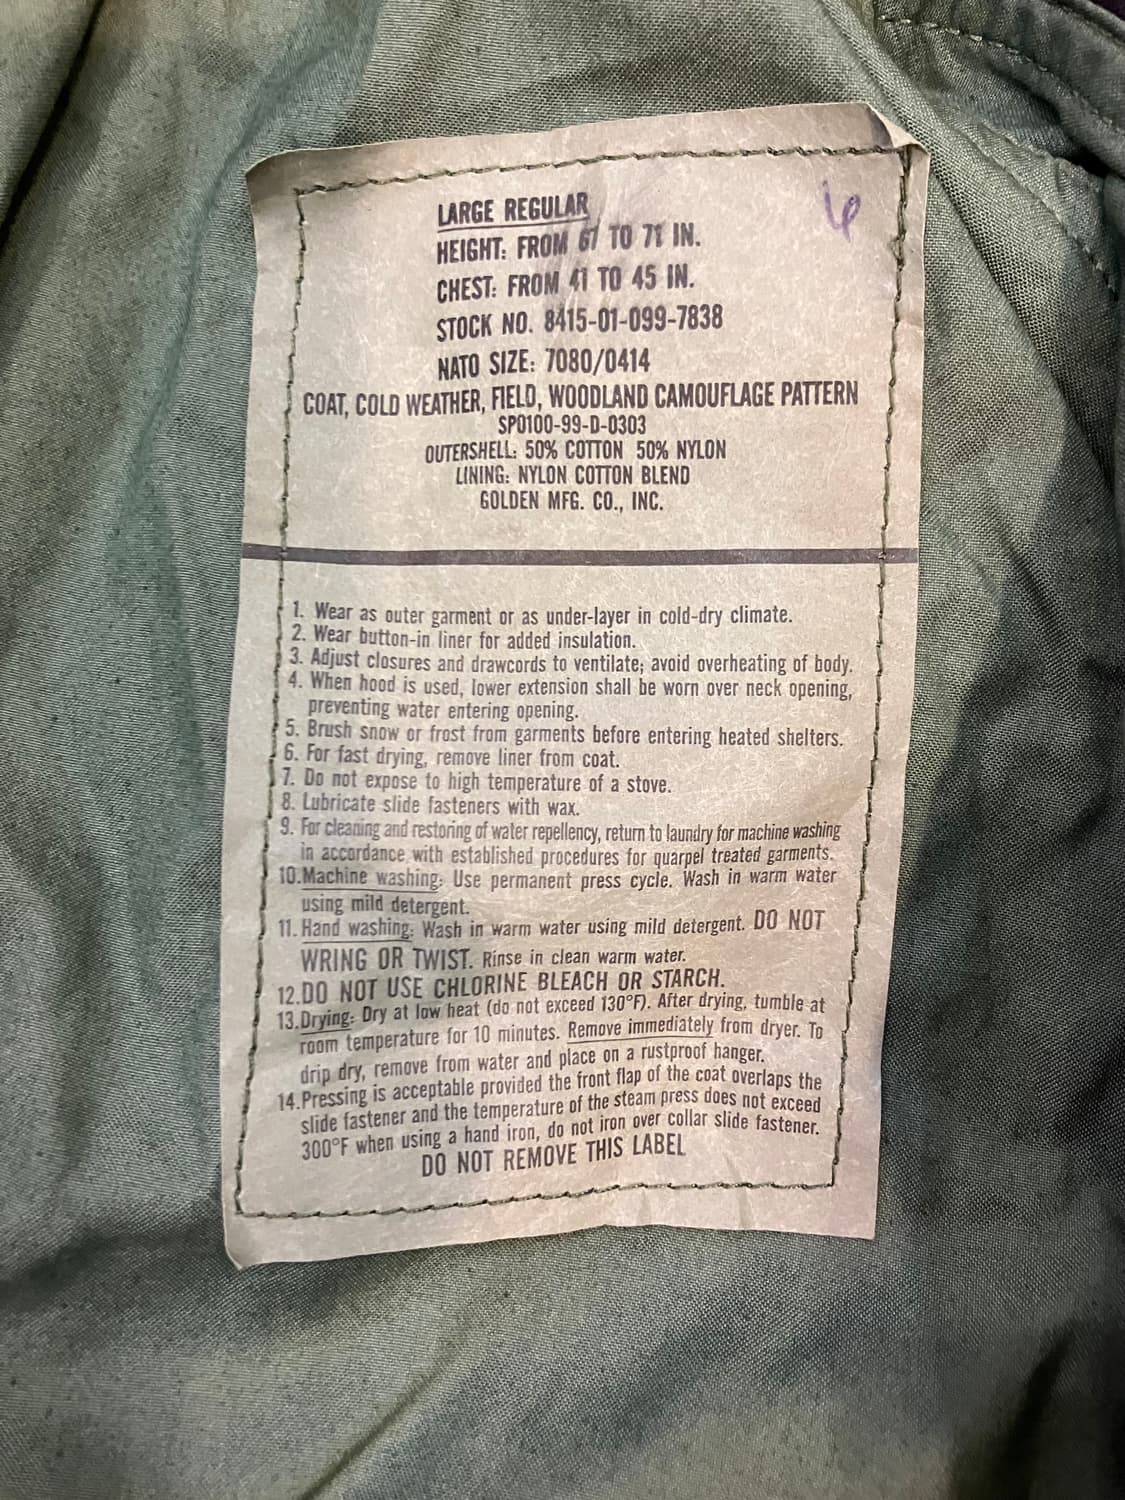 LARGE REGULAR
HEIGHT: FROM 67 TO 71 IN.
CHEST: FROM 41 TO 45 IN.
STOCK NO. 8415-01-099-7838
NATO SIZE: 7080/0414
COAT, COLD WEATHER, FIELD, WOODLAND CAMOUFLAGE PATTERN
SPO100-99-D-0303
OUTERSHELL: 50% COTTON 50% NYLON
LINING: NYLON COTTON BLEND
GOLDEN MFG. CO., INC.
1. Wear as outer garment or as under-layer in cold-dry climate.
2. Wear button-in liner for added insulation.
3. Adjust closures and drawcords to ventilate; avoid overheating of body.
4. When hood is used, lower extension shall be worn over neck opening,
preventing water entering opening.
5. Brush snow or frost from garments before entering heated shelters.
6. For fast drying, remove liner from coat.
7. Do not expose to high temperature of a stove.
8. Lubricate slide fasteners with wax.
9. For cleaning and restoring of water repellency, return to laundry for machine washing
in accordance with established procedures for quarpel treated garments.
10.Machine washing: Use permanent press cycle. Wash in warm water
using mild detergent.
11. Hand washing: Wash in warm water using mild detergent. DO NOT
WRING OR TWIST. Rinse in clean warm water.
12.DO NOT USE CHLORINE BLEACH OR STARCH.
13.Drying: Dry at low heat (do not exceed 130°F). After drying, tumble at
room temperature for 10 minutes. Remove immediately from dryer. To
drip dry, remove from water and place on a rustproof hanger.
14.Pressing is acceptable provided the front flap of the coat overlaps the
slide fastener and the temperature of the steam press does not exceed
300°F when using a hand iron, do not iron over collar slide fastener.
DO NOT REMOVE THIS LABEL